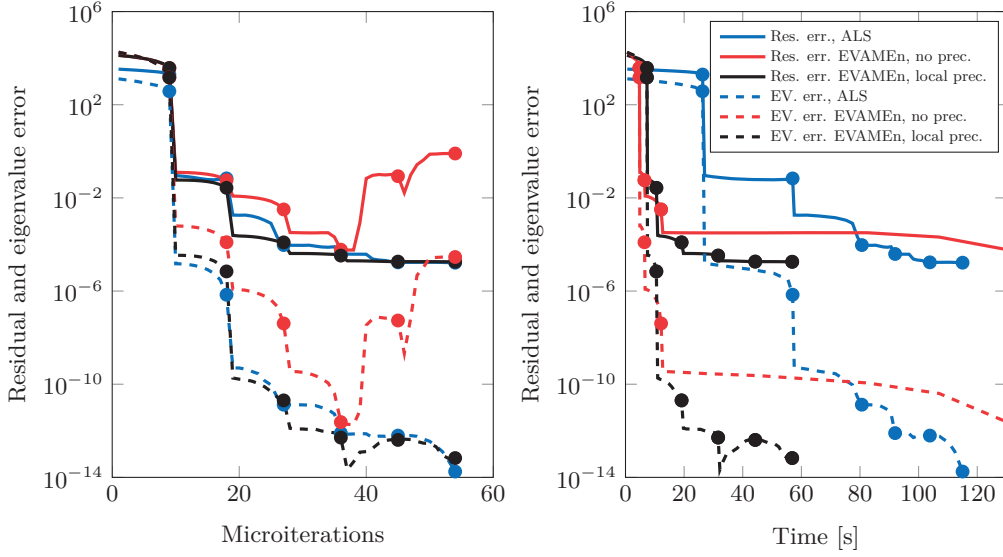 Residual and eigenvalue error
10^6
10^2
10^−2
10^−6
10^−10
10^−14
0
20
40
60
Microiterations
Residual and eigenvalue error
10^6
10^2
10^−2
10^−6
10^−10
10^−14
0
20
40
60
80
100
120
Time [s]
Res. err., ALS
Res. err. EVAMEn, no prec.
Res. err. EVAMEn, local prec.
EV. err., ALS
EV. err. EVAMEn, no prec.
EV. err. EVAMEn, local prec.